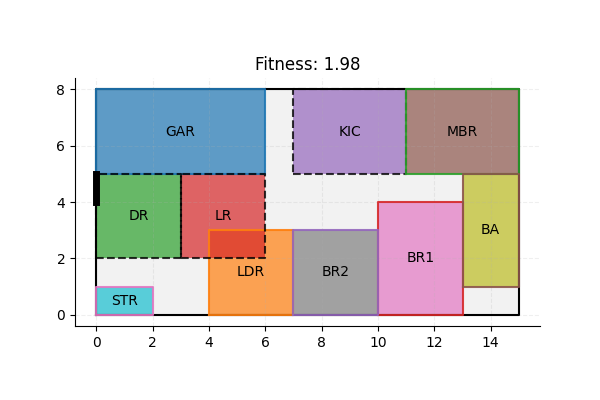 Fitness: 1.98
8
GAR
KIC
MBR
6
4
DR
LR
BA
2
LDR
BR2
BR1
STR
0
0 2 4 6 8 10 12 14